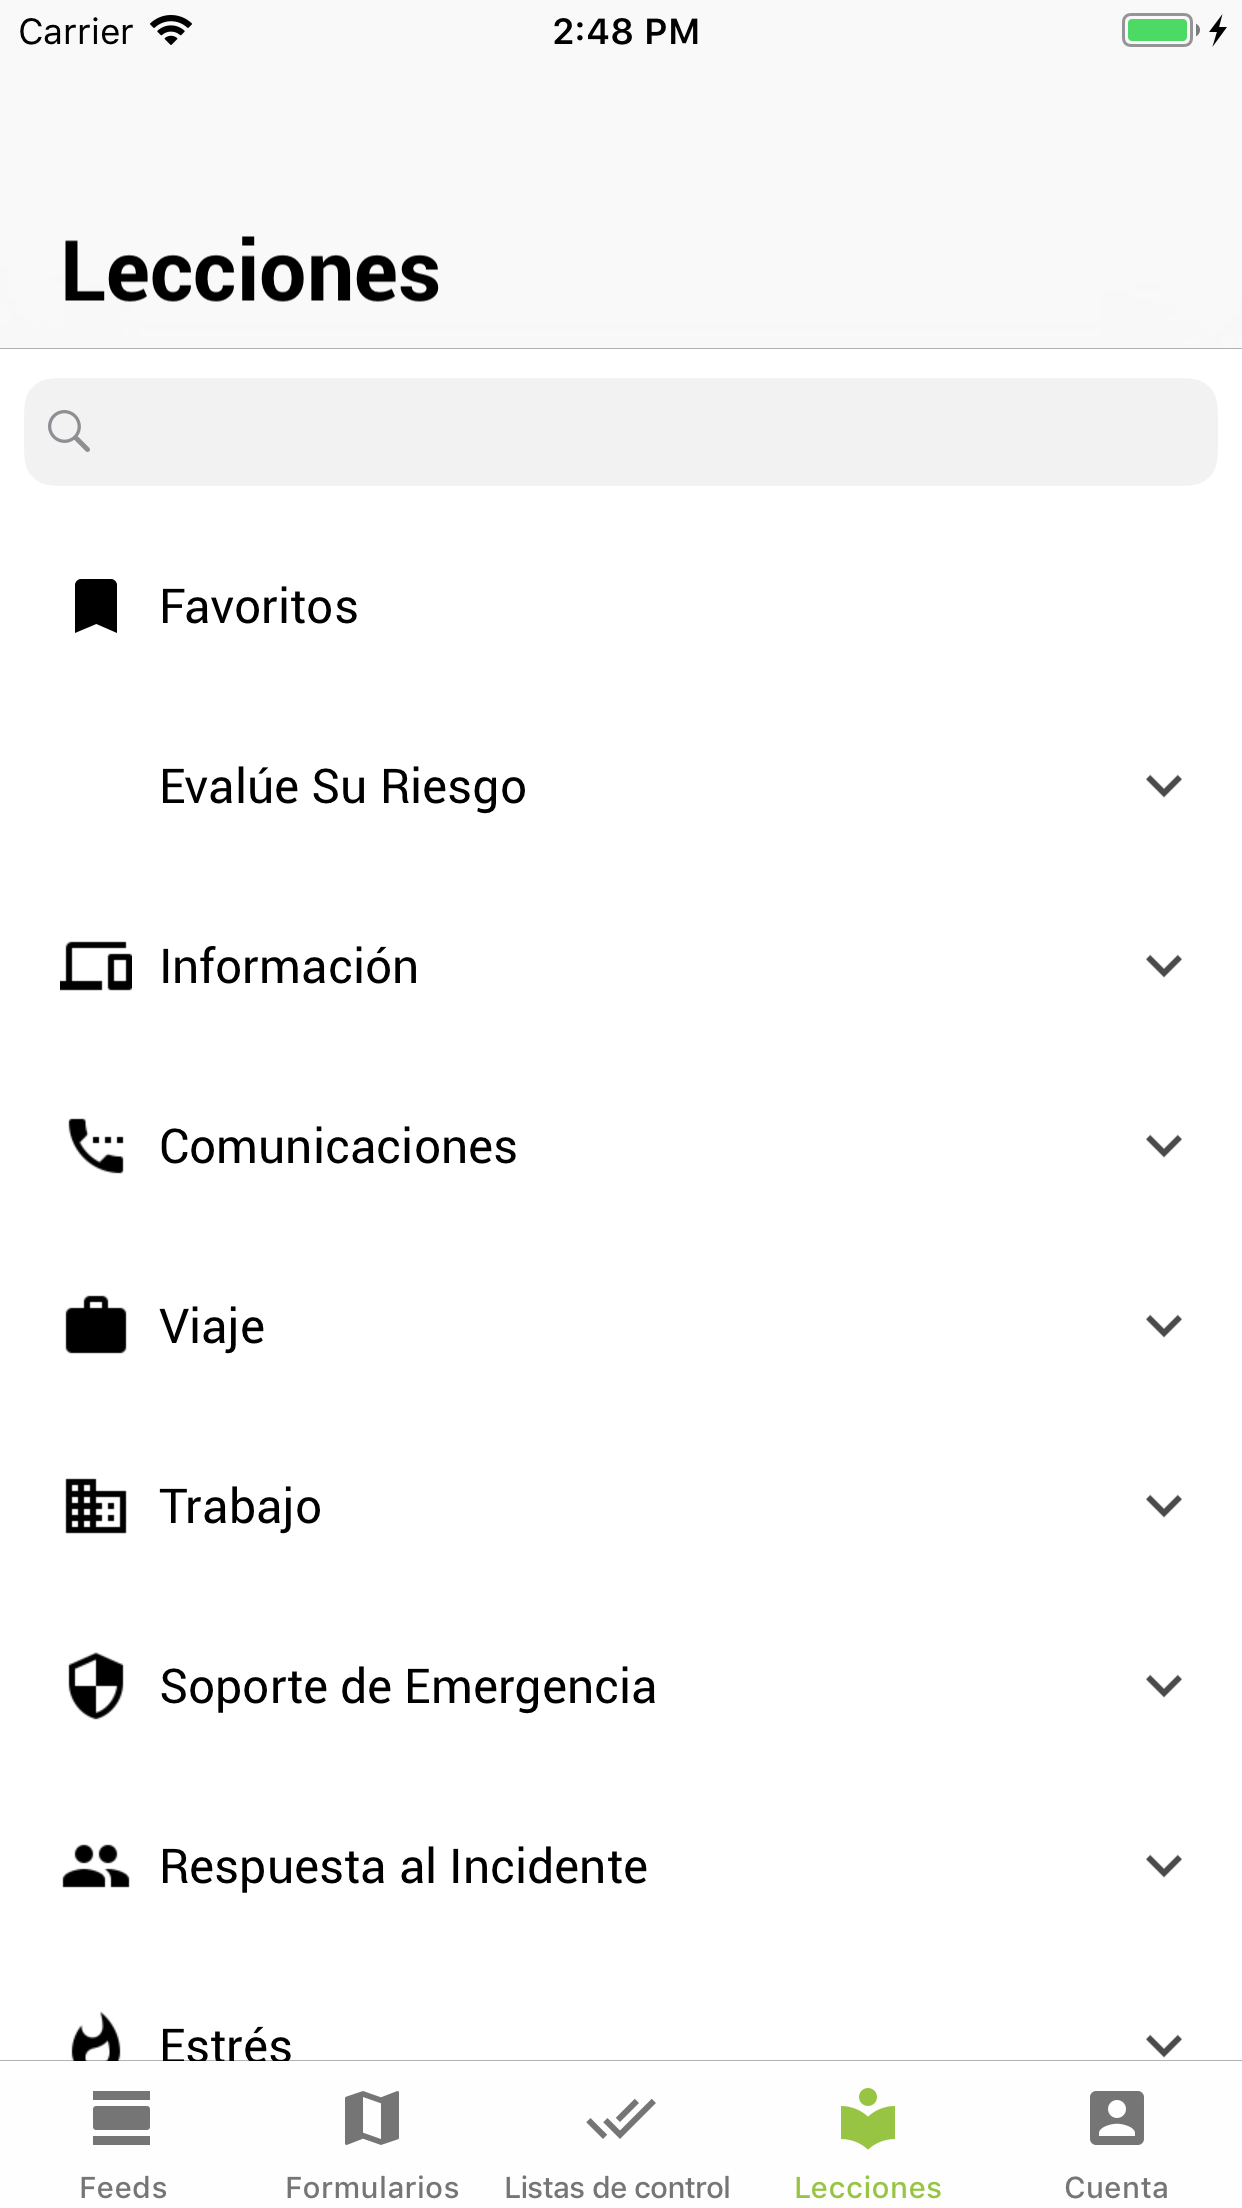 Carrier 2:48 PM
Lecciones
Favoritos
Evalúe Su Riesgo
Información
Comunicaciones
Viaje
Trabajo
Soporte de Emergencia
Respuesta al Incidente
Estrés
Feeds Formularios Listas de control Lecciones Cuenta